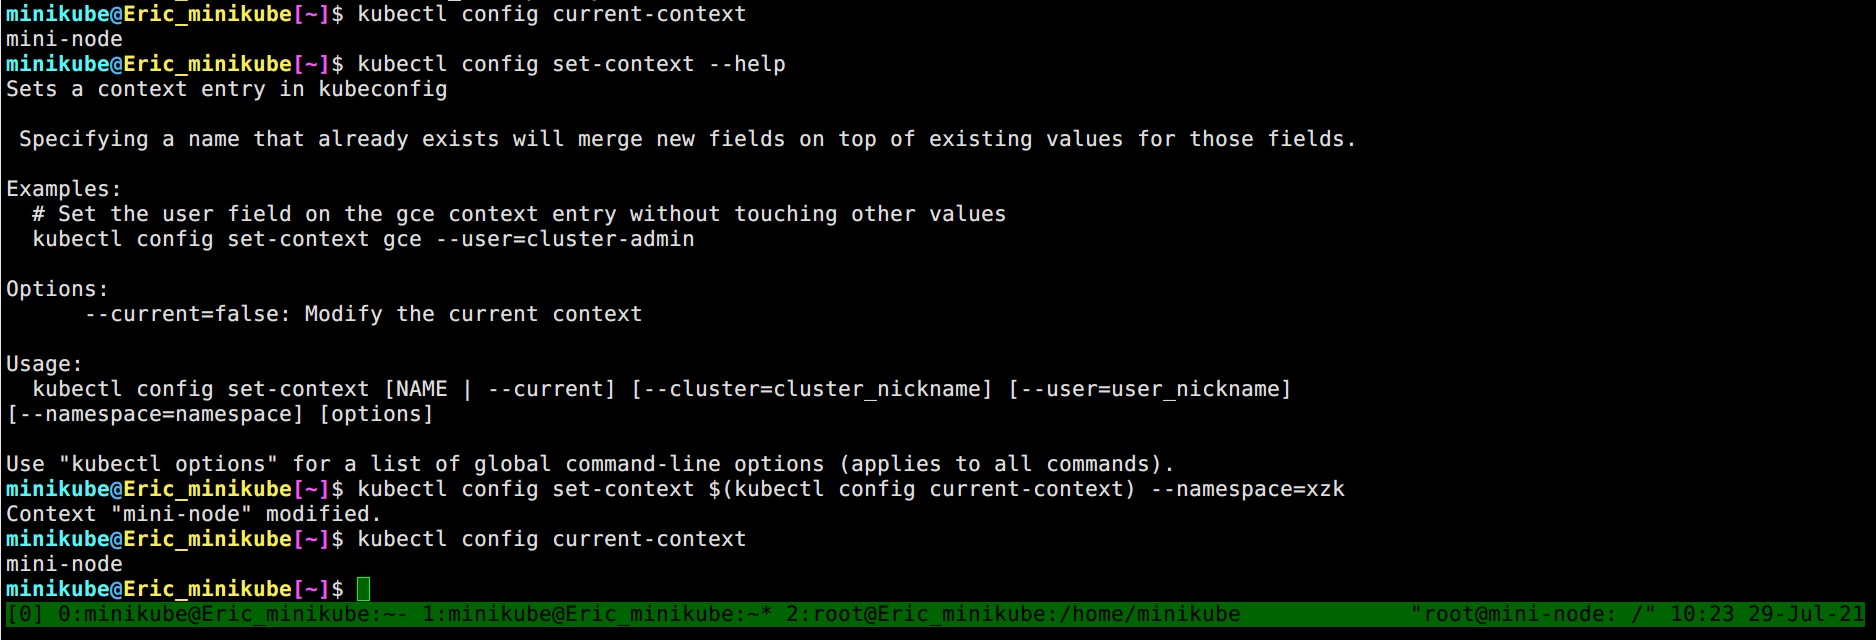 minikube@Eric_minikube[~]$ kubectl config current-context
mini-node
minikube@Eric_minikube[~]$ kubectl config set-context --help
Sets a context entry in kubeconfig
 Specifying a name that already exists will merge new fields on top of existing values for those fields.
Examples:
  # Set the user field on the gce context entry without touching other values
  kubectl config set-context gce --user=cluster-admin
Options:
      --current=false: Modify the current context
Usage:
  kubectl config set-context [NAME | --current] [--cluster=cluster_nickname] [--user=user_nickname]
[--namespace=namespace] [options]
Use "kubectl options" for a list of global command-line options (applies to all commands).
minikube@Eric_minikube[~]$ kubectl config set-context $(kubectl config current-context) --namespace=xzk
Context "mini-node" modified.
minikube@Eric_minikube[~]$ kubectl config current-context
mini-node
minikube@Eric_minikube[~]$
[0] 0:minikube@Eric_minikube:~- 1:minikube@Eric_minikube:~* 2:root@Eric_minikube:/home/minikube "root@mini-node: /" 10:23 29-Jul-21